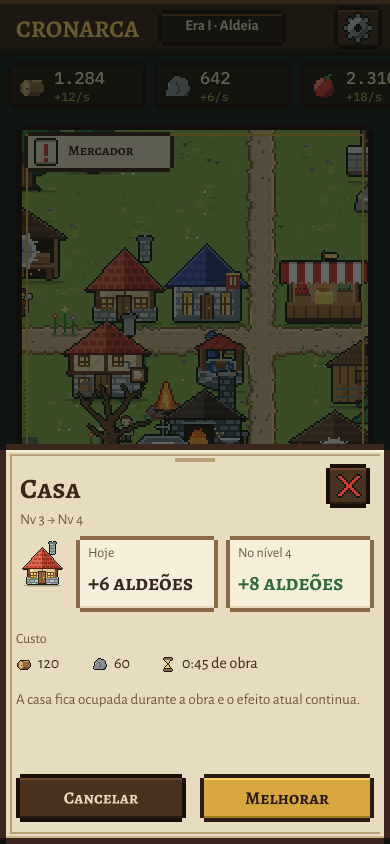 CRONARCA
Era I · Aldeia
1.284
+12/s
642
+6/s
2.310
+18/s
! Mercador
Casa
Nv 3 → Nv 4
Hoje
+6 ALDEÕES
No nível 4
+8 ALDEÕES
Custo
120
60
0:45 de obra
A casa fica ocupada durante a obra e o efeito atual continua.
Cancelar
Melhorar